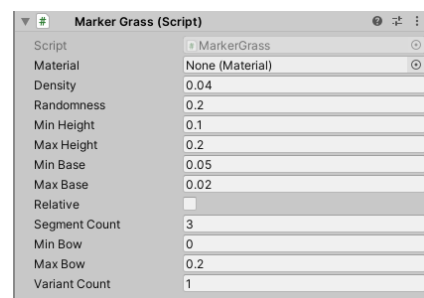 # Marker Grass (Script)
Script # MarkerGrass
Material None (Material)
Density 0.04
Randomness 0.2
Min Height 0.1
Max Height 0.2
Min Base 0.05
Max Base 0.02
Relative
Segment Count 3
Min Bow 0
Max Bow 0.2
Variant Count 1